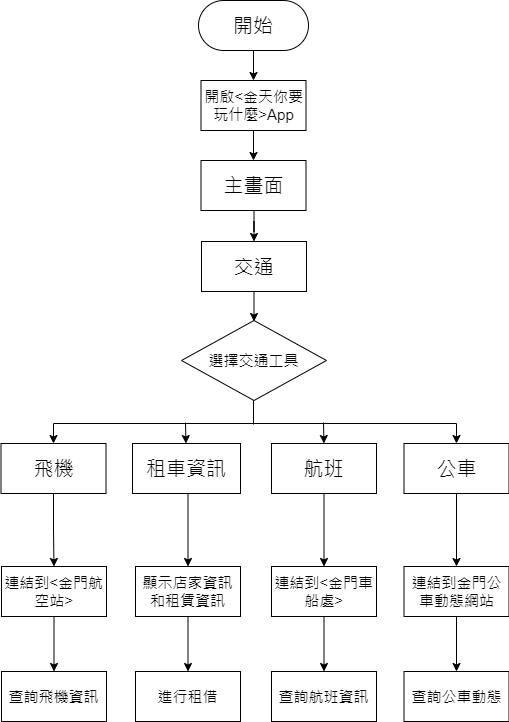 開始
開啟<金天你要
玩什麼>App
主畫面
交通
選擇交通工具
飛機
租車資訊
航班
公車
連結到<金門航
空站>
顯示店家資訊
和租賃資訊
連結到<金門車
船處>
連結到金門公
車動態網站
查詢飛機資訊
進行租借
查詢航班資訊
查詢公車動態